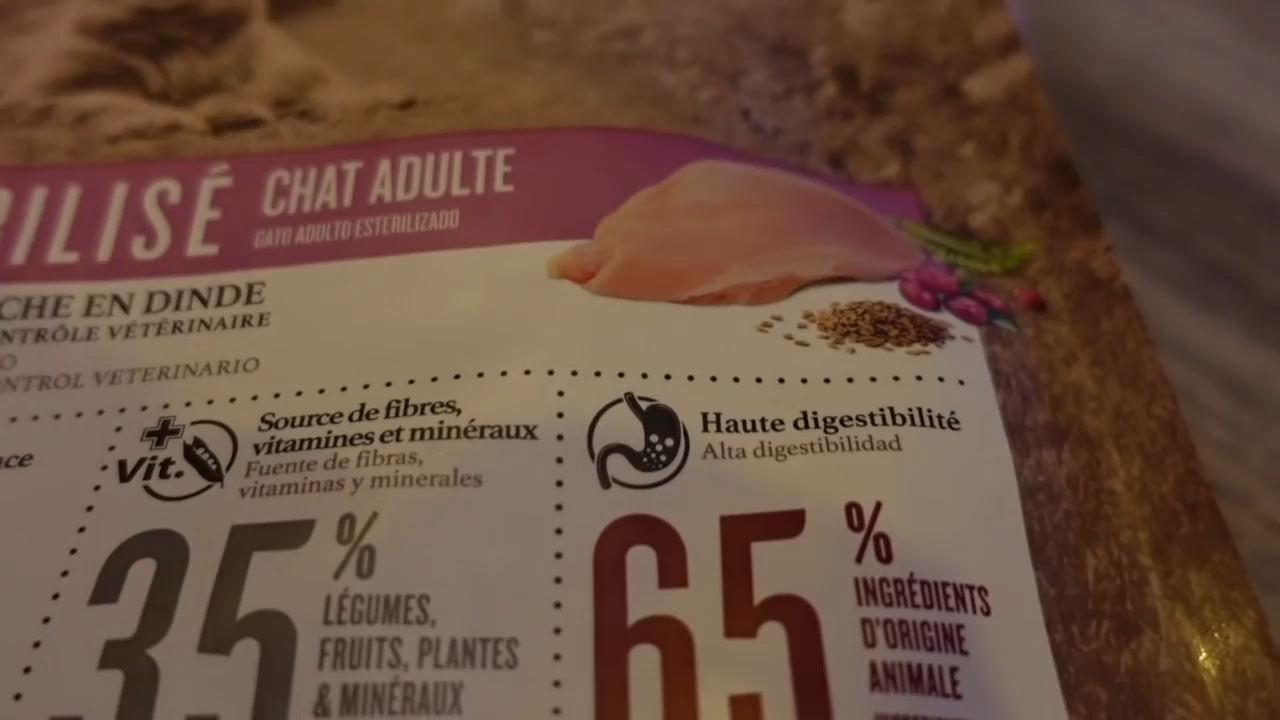 BILISÉ CHAT ADULTE
GATO ADULTO ESTERILIZADO
CHE EN DINDE
NTRÔLE VÉTÉRINAIRE
O
NTROL VETERINARIO
nce
Vit.
Source de fibres,
vitamines et minéraux
Fuente de fibras,
vitaminas y minerales
Haute digestibilité
Alta digestibilidad
35%
LÉGUMES,
FRUITS, PLANTES
& MINÉRAUX
65%
INGRÉDIENTS
D'ORIGINE
ANIMALE